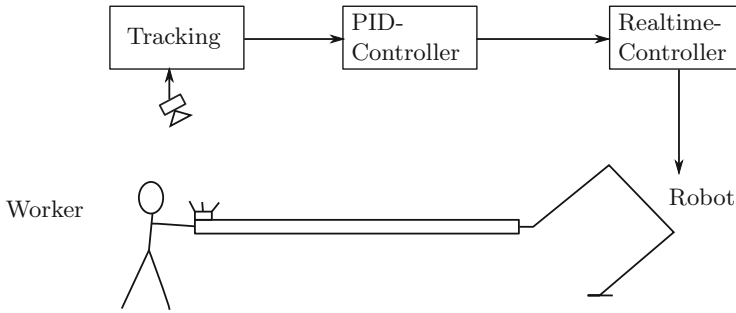 Tracking
PID-
Controller
Realtime-
Controller
Worker
Robot